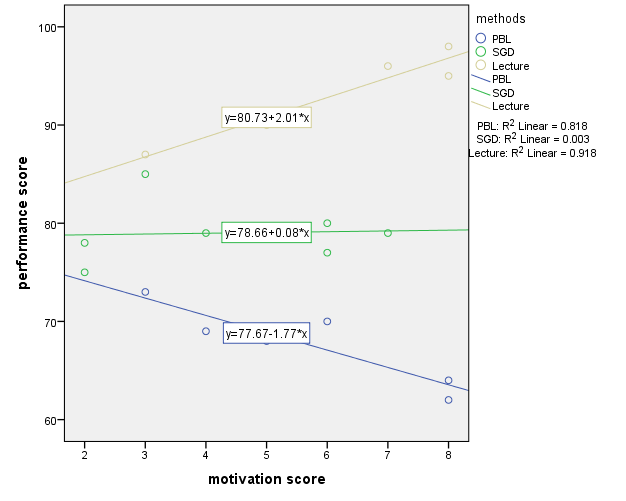 methods
PBL
SGD
Lecture
PBL
SGD
Lecture
PBL: R2 Linear = 0.818
SGD: R2 Linear = 0.003
Lecture: R2 Linear = 0.918
performance score
100
90
80
70
60
y=80.73+2.01*x
y=78.66+0.08*x
y=77.67-1.77*x
2 3 4 5 6 7 8
motivation score